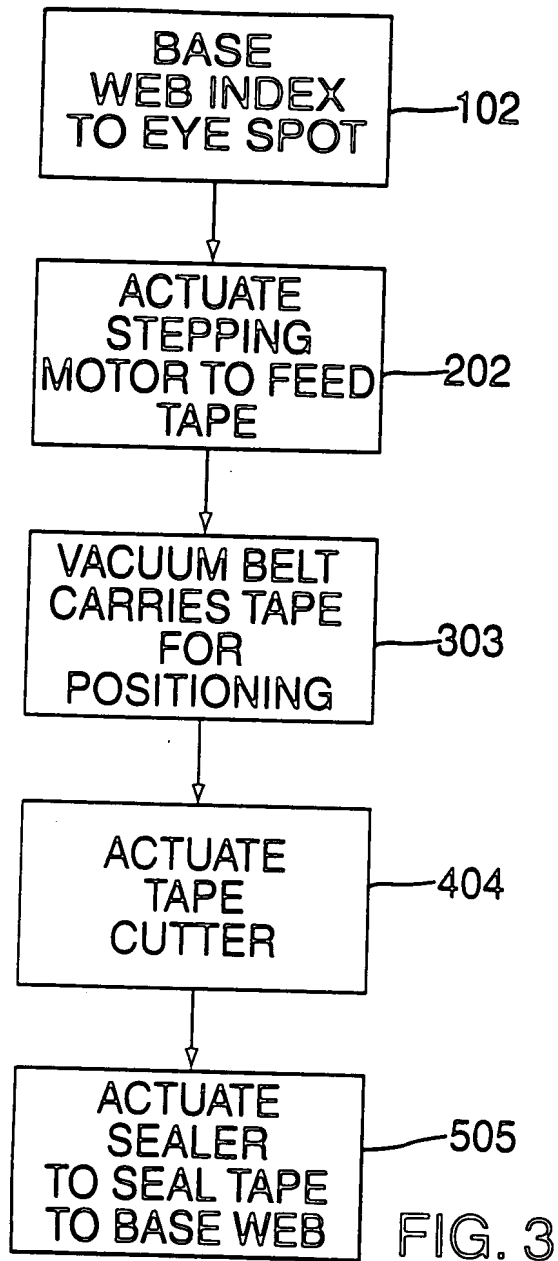 BASE
WEB INDEX
TO EYE SPOT
102
ACTUATE
STEPPING
MOTOR TO FEED
TAPE
202
VACUUM BELT
CARRIES TAPE
FOR
POSITIONING
303
ACTUATE
TAPE
CUTTER
404
ACTUATE
SEALER
TO SEAL TAPE
TO BASE WEB
505
FIG. 3